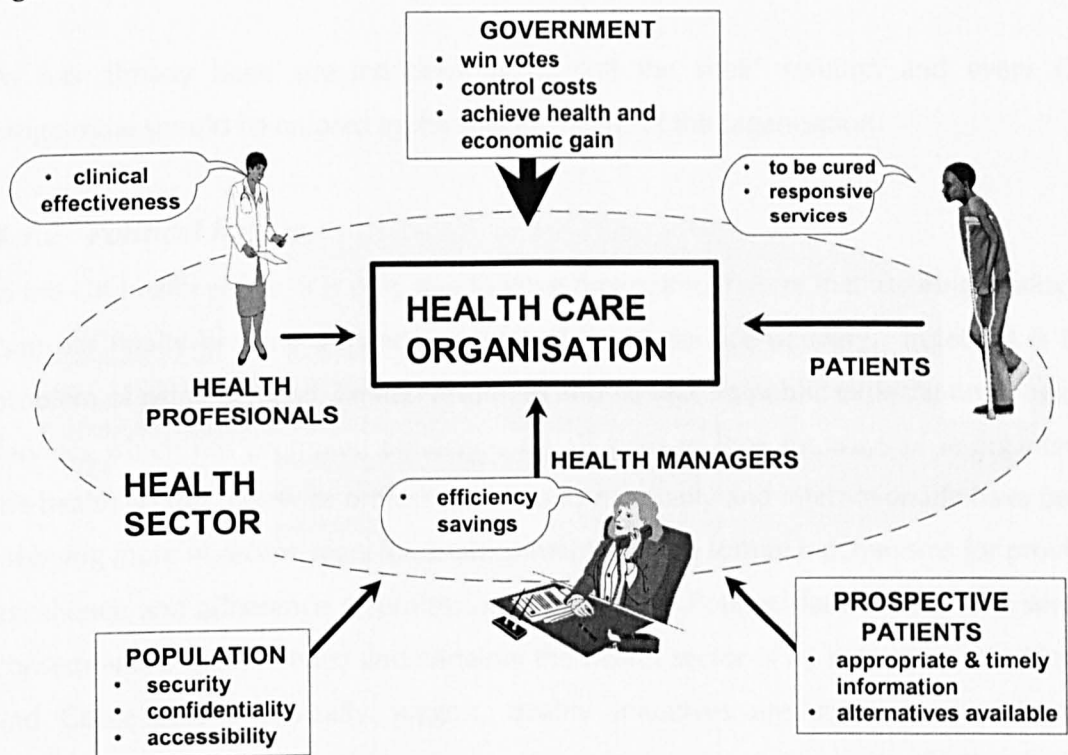 GOVERNMENT
• win votes
• control costs
• achieve health and
economic gain
• clinical
effectiveness
• to be cured
• responsive
services
HEALTH CARE
ORGANISATION
HEALTH
PROFESIONALS
PATIENTS
HEALTH MANAGERS
• efficiency
savings
HEALTH
SECTOR
POPULATION
• security
• confidentiality
• accessibility
PROSPECTIVE
PATIENTS
• appropriate & timely
information
• alternatives available